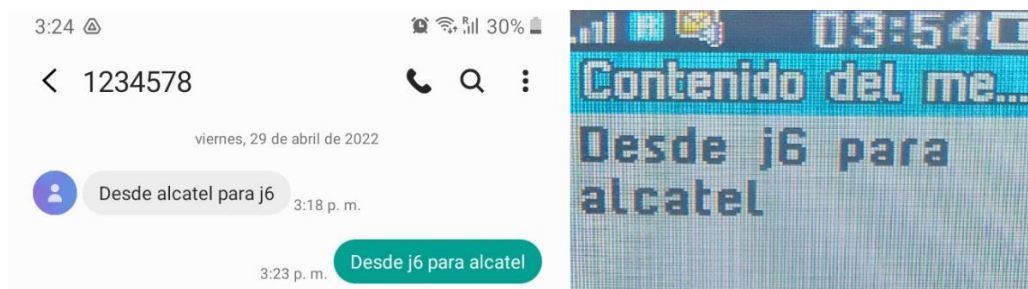 3:24 30%
1234578
viernes, 29 de abril de 2022
Desde alcatel para j6 3:18 p. m.
3:23 p. m. Desde j6 para alcatel
R 03:54
Contenido del me...
Desde j6 para
alcatel